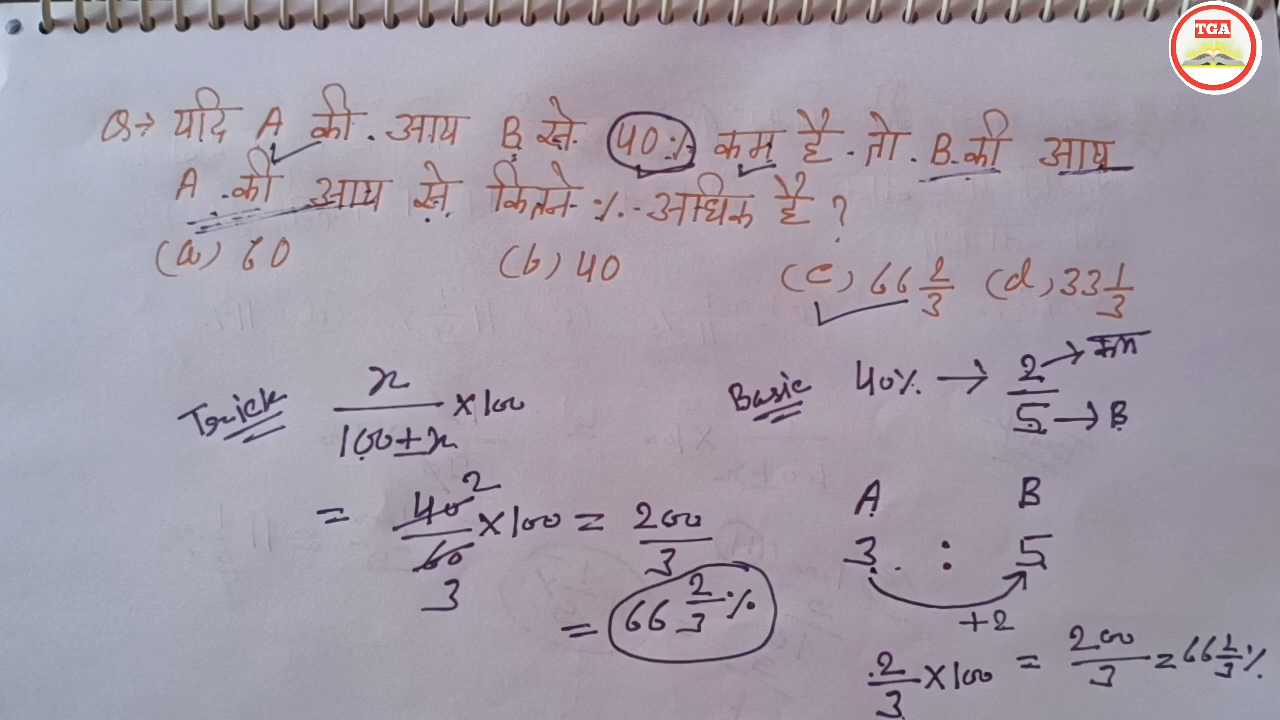 TGA
Q→ यदि A की आय B से 40% कम है तो B की आय
A की आय से कितने % अधिक है ?
(a) 60 (b) 40 (c) 66 2/3 (d) 33 1/3
Trick x/(100±x) ×100
= 40/60 ×100 = 200/3
2
3
= 66 2/3 %
Basic 40% → 2/5
→ कम
→ B
A B
3 : 5
+2
2/3 ×100 = 200/3 = 66 2/3 %